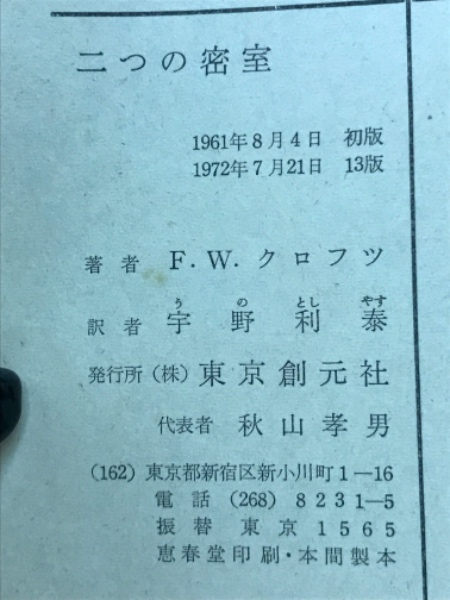 二つの密室
1961年8月4日 初版
1972年7月21日 13版
著者 F.W.クロフツ
うのとしやす
訳者 宇野利泰
発行所(株)東京創元社
代表者 秋山孝男
(162)東京都新宿区新小川町1—16
電話(268)8231—5
振替 東京1565
恵春堂印刷・本間製本